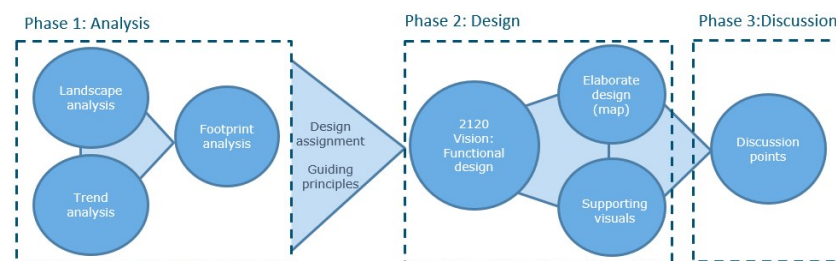 Phase 1: Analysis
Landscape
analysis
Trend
analysis
Footprint
analysis
Design
assignment
Guiding
principles
Phase 2: Design
2120
Vision:
Functional
design
Elaborate
design
(map)
Supporting
visuals
Phase 3:Discussion
Discussion
points